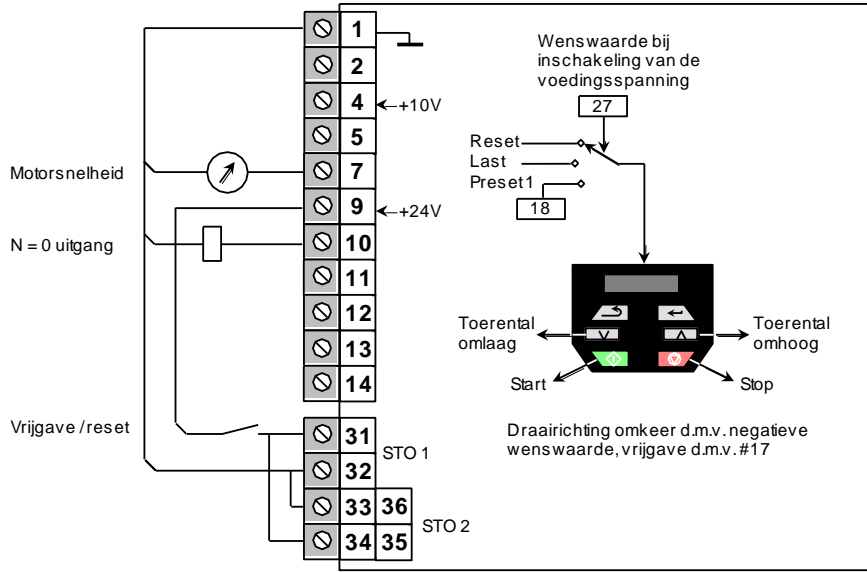 1
2
4
+10V
5
7
Motorsnelheid
9
+24V
N = 0 uitgang
10
11
12
13
14
Vrijgave / reset
31
STO 1
32
33 36
STO 2
34 35
Wenswaarde bij
inschakeling van de
voedingsspanning
27
Reset
Last
Preset1
18
Toerental
omlaag
Toerental
omhoog
Start
Stop
Draairichting omkeer d.m.v. negatieve
wenswaarde, vrijgave d.m.v. #17